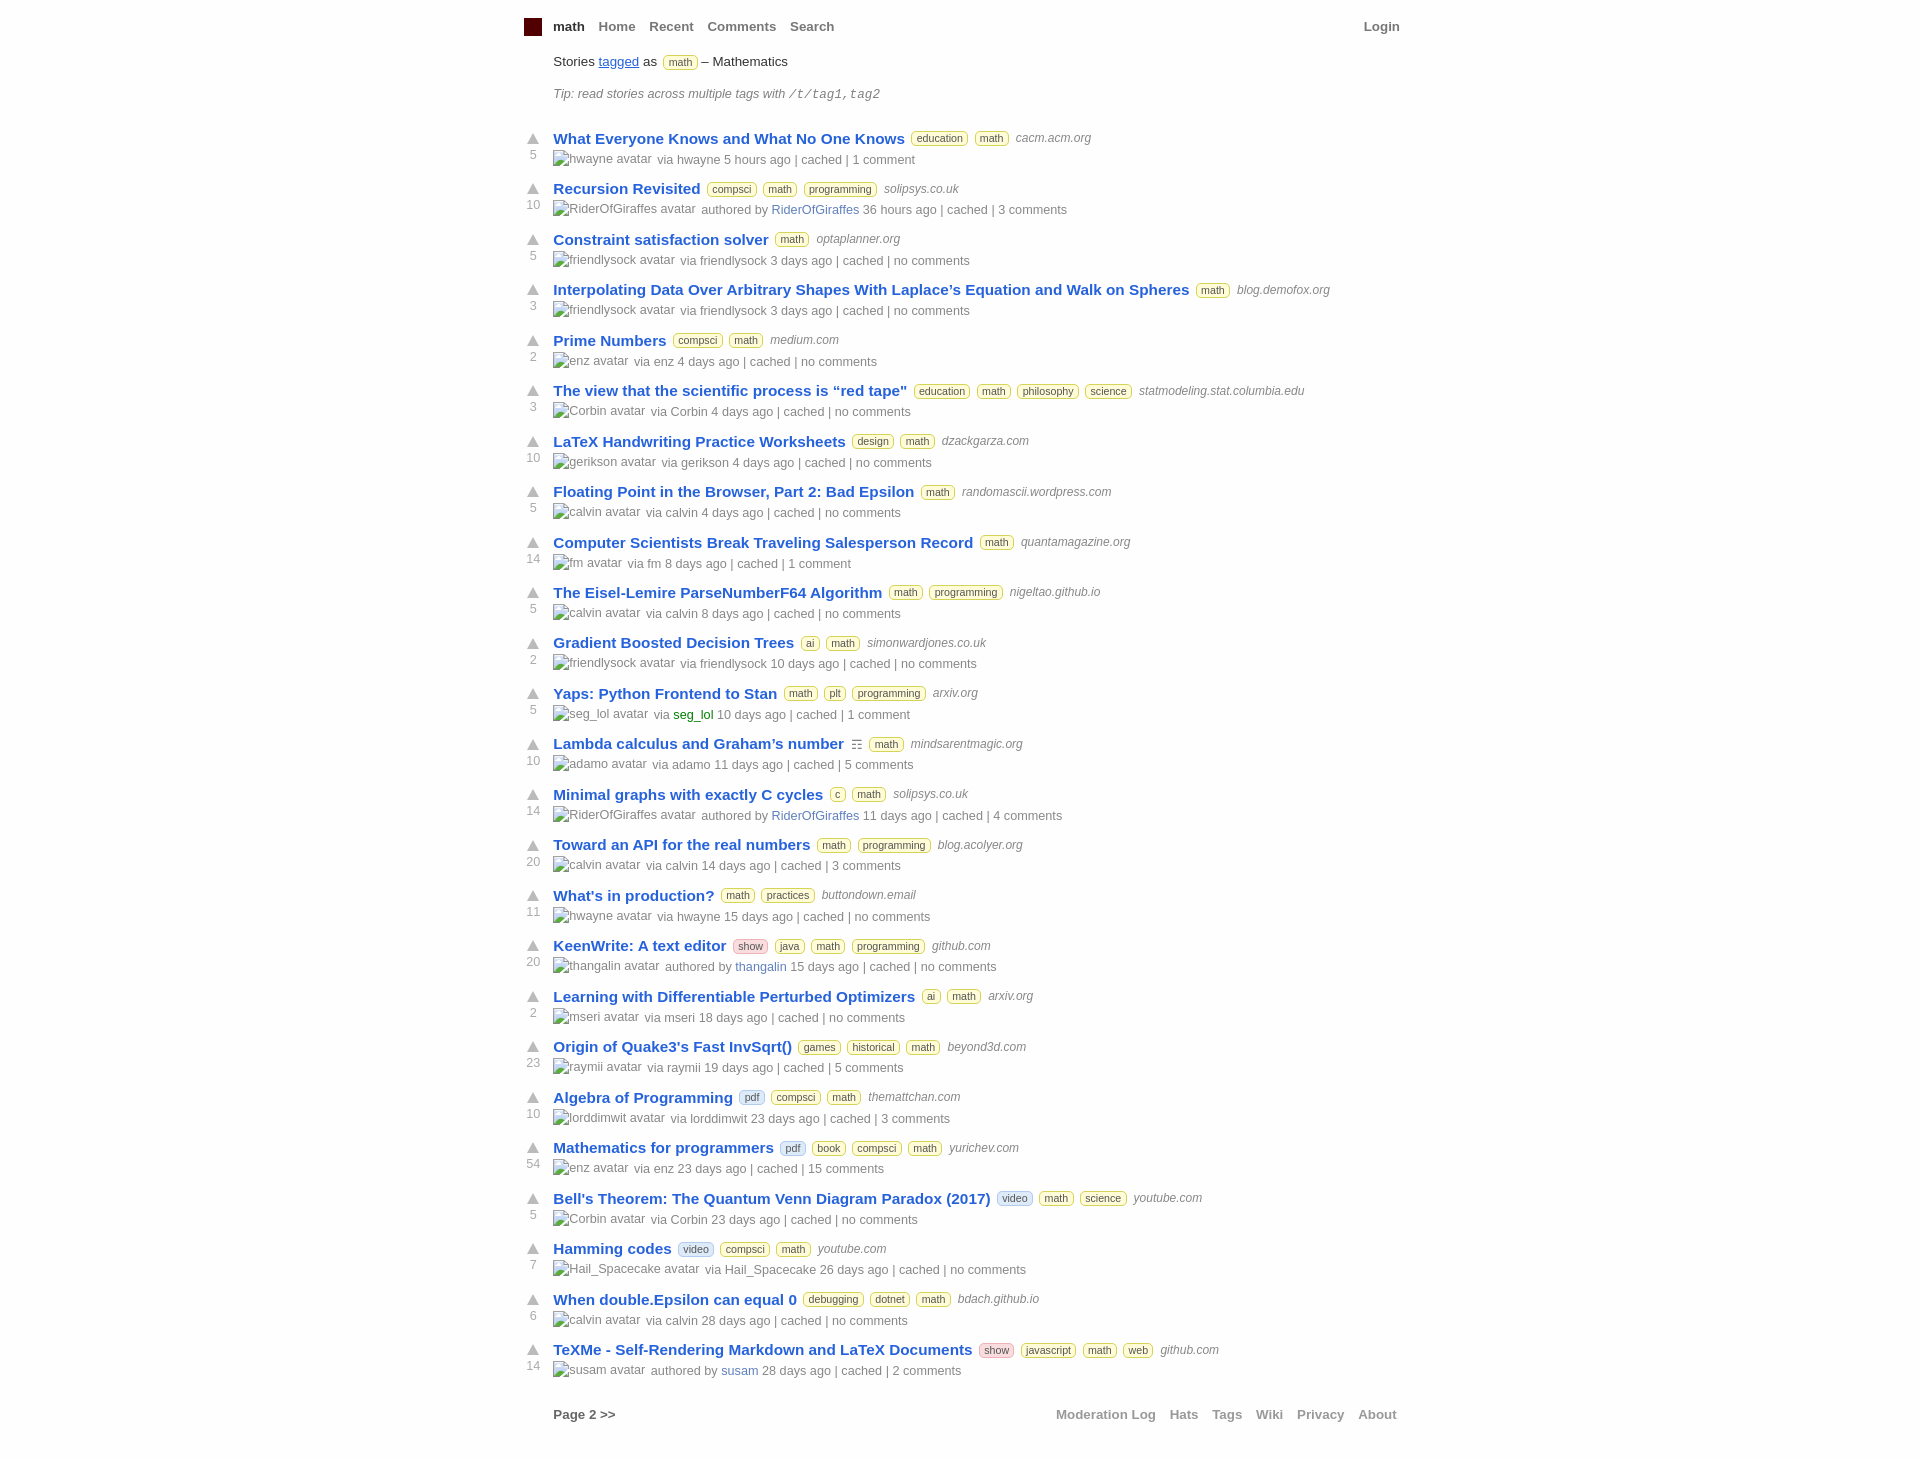 math Home Recent Comments Search Login
Stories tagged as math – Mathematics
Tip: read stories across multiple tags with /t/tag1,tag2
What Everyone Knows and What No One Knows education math cacm.acm.org
5 hwayne avatar via hwayne 5 hours ago | cached | 1 comment
Recursion Revisited compsci math programming solipsys.co.uk
10 RiderOfGiraffes avatar authored by RiderOfGiraffes 36 hours ago | cached | 3 comments
Constraint satisfaction solver math optaplanner.org
5 friendlysock avatar via friendlysock 3 days ago | cached | no comments
Interpolating Data Over Arbitrary Shapes With Laplace’s Equation and Walk on Spheres math blog.demofox.org
3 friendlysock avatar via friendlysock 3 days ago | cached | no comments
Prime Numbers compsci math medium.com
2 enz avatar via enz 4 days ago | cached | no comments
The view that the scientific process is “red tape" education math philosophy science statmodeling.stat.columbia.edu
3 Corbin avatar via Corbin 4 days ago | cached | no comments
LaTeX Handwriting Practice Worksheets design math dzackgarza.com
10 gerikson avatar via gerikson 4 days ago | cached | no comments
Floating Point in the Browser, Part 2: Bad Epsilon math randomascii.wordpress.com
5 calvin avatar via calvin 4 days ago | cached | no comments
Computer Scientists Break Traveling Salesperson Record math quantamagazine.org
14 fm avatar via fm 8 days ago | cached | 1 comment
The Eisel-Lemire ParseNumberF64 Algorithm math programming nigeltao.github.io
5 calvin avatar via calvin 8 days ago | cached | no comments
Gradient Boosted Decision Trees ai math simonwardjones.co.uk
2 friendlysock avatar via friendlysock 10 days ago | cached | no comments
Yaps: Python Frontend to Stan math plt programming arxiv.org
5 seg_lol avatar via seg_lol 10 days ago | cached | 1 comment
Lambda calculus and Graham’s number ☶ math mindsarentmagic.org
10 adamo avatar via adamo 11 days ago | cached | 5 comments
Minimal graphs with exactly C cycles c math solipsys.co.uk
14 RiderOfGiraffes avatar authored by RiderOfGiraffes 11 days ago | cached | 4 comments
Toward an API for the real numbers math programming blog.acolyer.org
20 calvin avatar via calvin 14 days ago | cached | 3 comments
What's in production? math practices buttondown.email
11 hwayne avatar via hwayne 15 days ago | cached | no comments
KeenWrite: A text editor show java math programming github.com
20 thangalin avatar authored by thangalin 15 days ago | cached | no comments
Learning with Differentiable Perturbed Optimizers ai math arxiv.org
2 mseri avatar via mseri 18 days ago | cached | no comments
Origin of Quake3's Fast InvSqrt() games historical math beyond3d.com
23 raymii avatar via raymii 19 days ago | cached | 5 comments
Algebra of Programming pdf compsci math themattchan.com
10 lorddimwit avatar via lorddimwit 23 days ago | cached | 3 comments
Mathematics for programmers pdf book compsci math yurichev.com
54 enz avatar via enz 23 days ago | cached | 15 comments
Bell's Theorem: The Quantum Venn Diagram Paradox (2017) video math science youtube.com
5 Corbin avatar via Corbin 23 days ago | cached | no comments
Hamming codes video compsci math youtube.com
7 Hail_Spacecake avatar via Hail_Spacecake 26 days ago | cached | no comments
When double.Epsilon can equal 0 debugging dotnet math bdach.github.io
6 calvin avatar via calvin 28 days ago | cached | no comments
TeXMe - Self-Rendering Markdown and LaTeX Documents show javascript math web github.com
14 susam avatar authored by susam 28 days ago | cached | 2 comments
Page 2 >> Moderation Log Hats Tags Wiki Privacy About